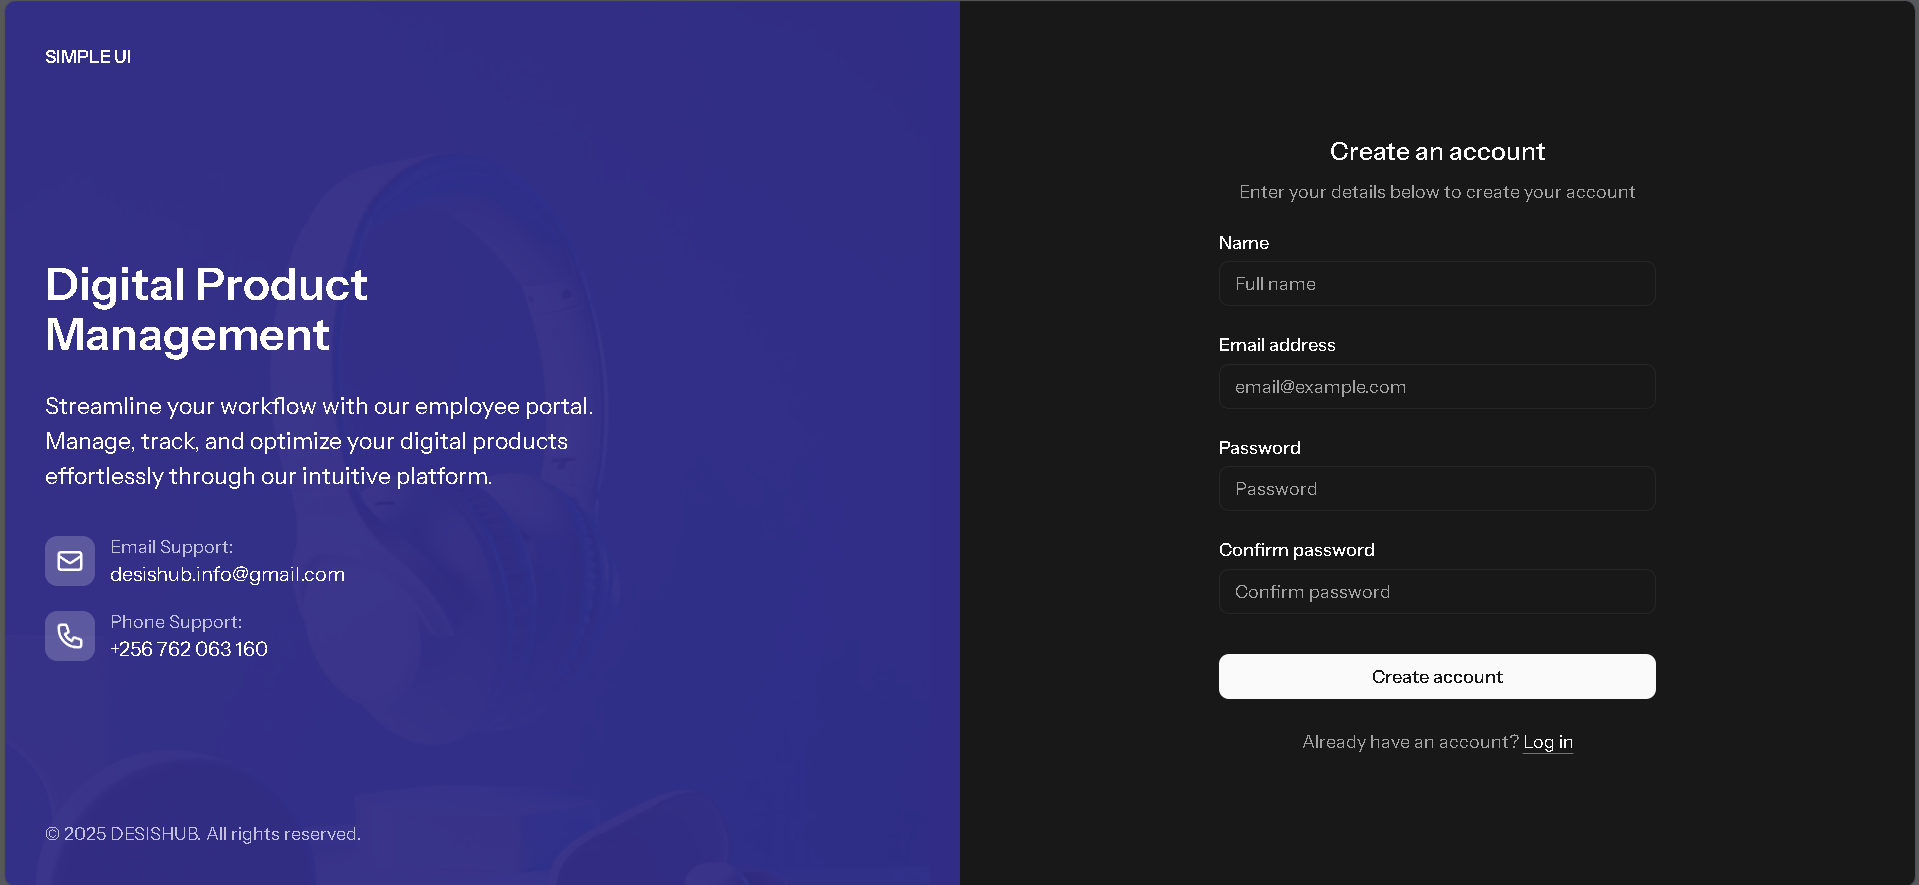 SIMPLE UI
Digital Product
Management
Streamline your workflow with our employee portal.
Manage, track, and optimize your digital products
effortlessly through our intuitive platform.
Email Support:
desishub.info@gmail.com
Phone Support:
+256 762 063 160
© 2025 DESISHUB. All rights reserved.
Create an account
Enter your details below to create your account
Name
Full name
Email address
email@example.com
Password
Password
Confirm password
Confirm password
Create account
Already have an account? Log in